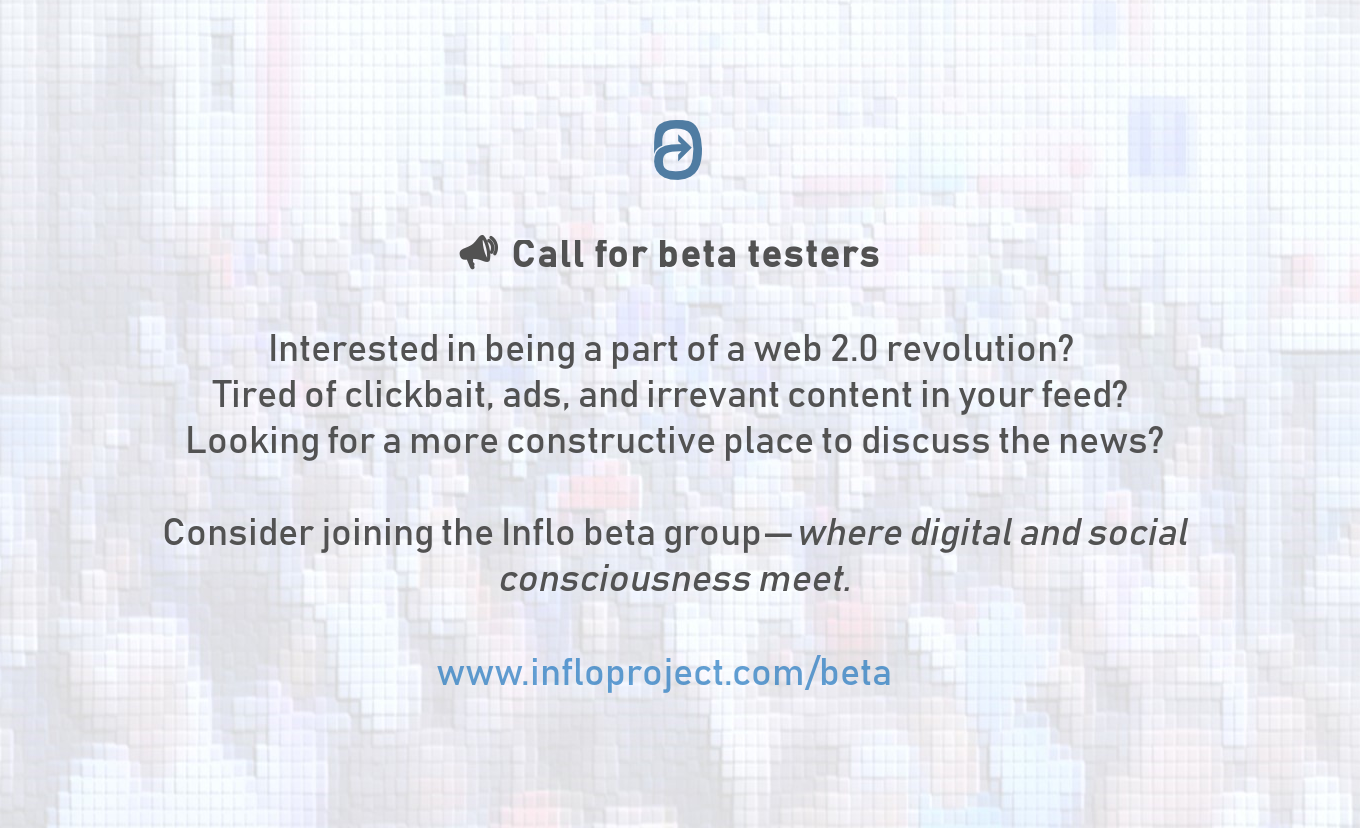 Call for beta testers
Interested in being a part of a web 2.0 revolution?
Tired of clickbait, ads, and irrevant content in your feed?
Looking for a more constructive place to discuss the news?
Consider joining the Inflo beta group—where digital and social
consciousness meet.
www.infloproject.com/beta